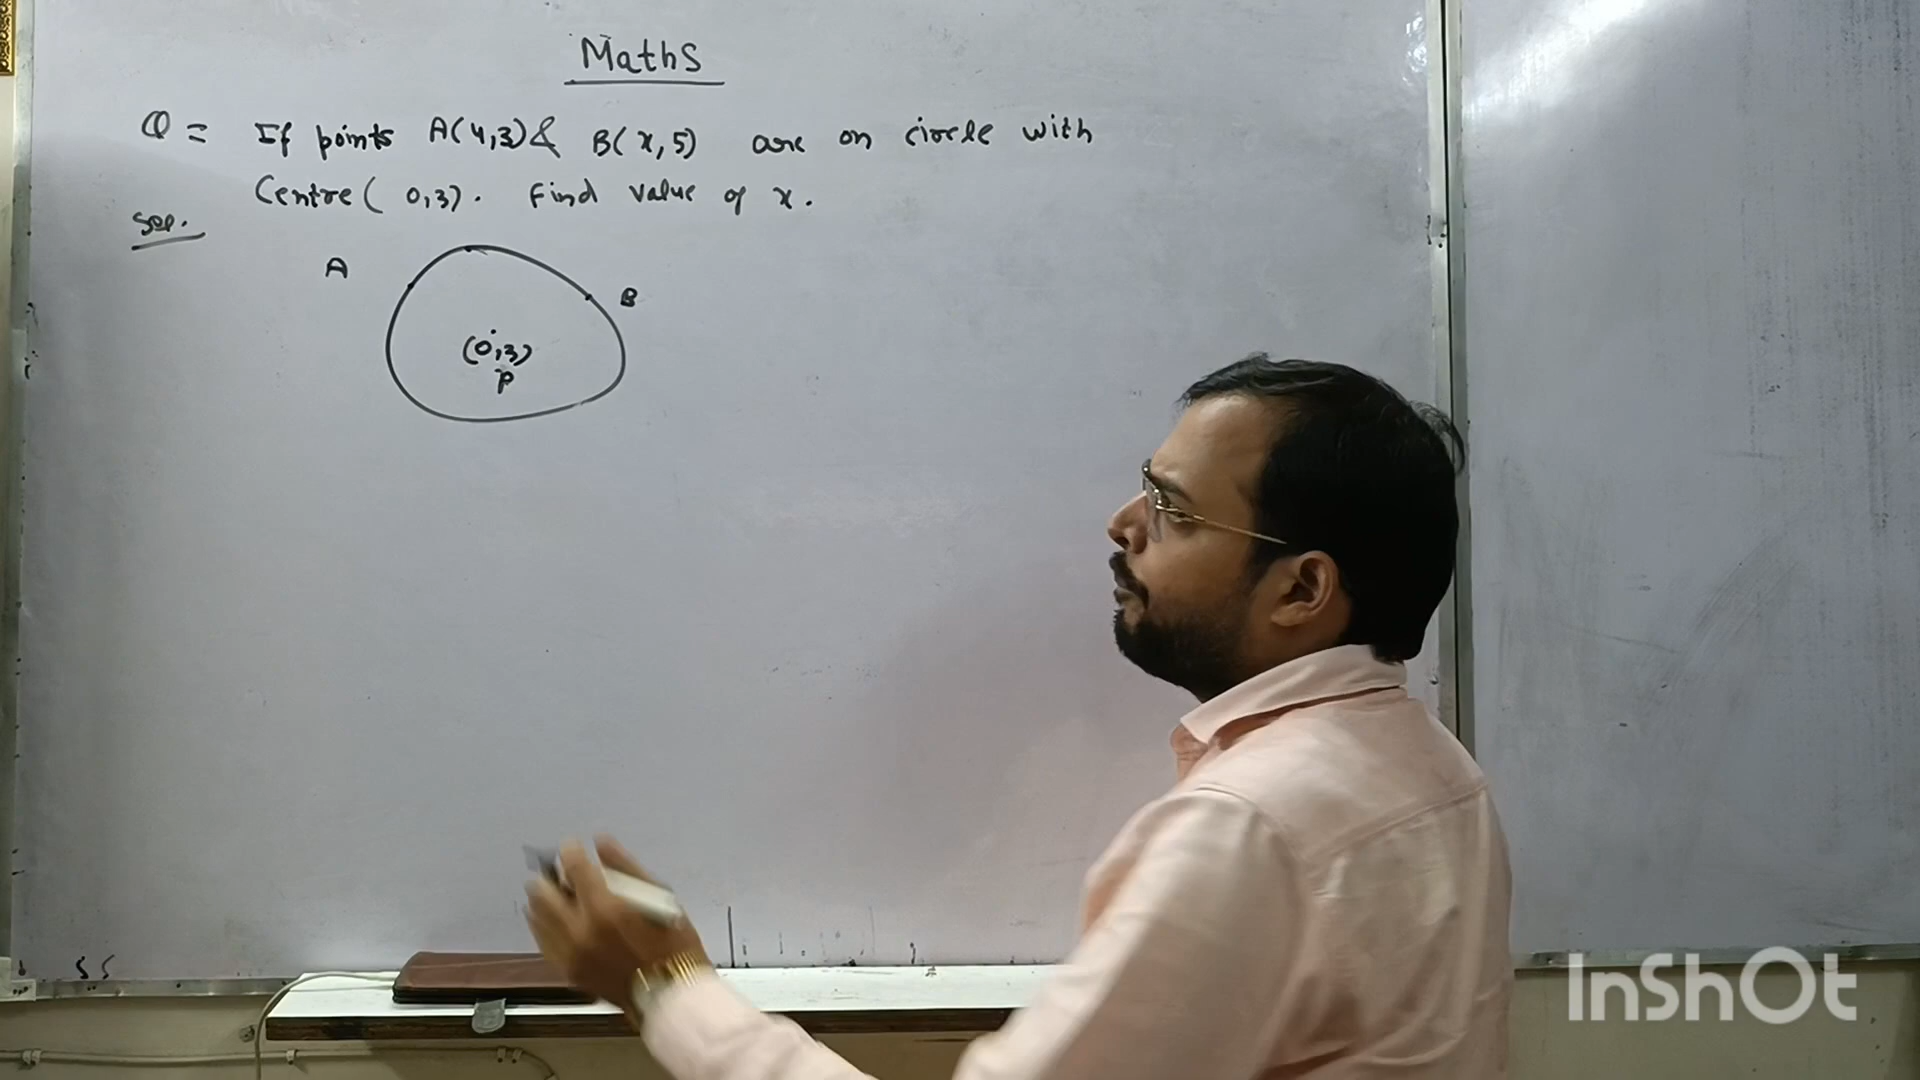 Maths
Q = If points A(4,3) & B(x,5) are on circle with
Centre( 0,3). Find value of x.
Sol.
A
B
(0,3)
P
InShOt